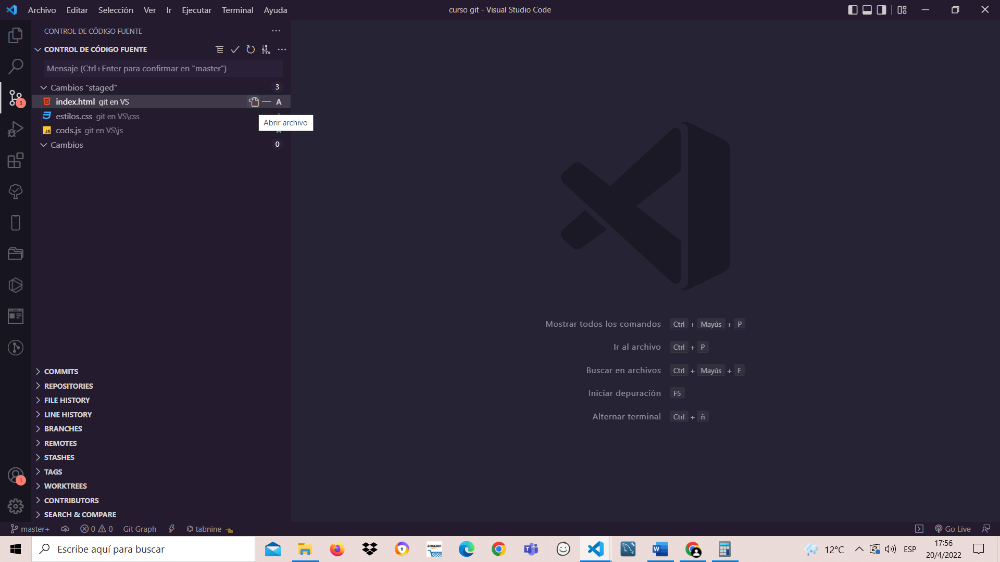 Archivo Editar Selección Ver Ir Ejecutar Terminal Ayuda
curso git - Visual Studio Code
CONTROL DE CÓDIGO FUENTE
CONTROL DE CÓDIGO FUENTE
Mensaje (Ctrl+Enter para confirmar en "master")
Cambios "staged" 3
index.html git en VS A
estilos.css git en VS\css
Abrir archivo
JS cods.js git en VS\js
Cambios 0
3
Mostrar todos los comandos Ctrl + Mayús + P
Ir al archivo Ctrl + P
Buscar en archivos Ctrl + Mayús + F
Iniciar depuración F5
Alternar terminal Ctrl + ñ
COMMITS
REPOSITORIES
FILE HISTORY
LINE HISTORY
BRANCHES
REMOTES
STASHES
TAGS
1
WORKTREES
CONTRIBUTORS
SEARCH & COMPARE
master+ 0 0 Git Graph tabnine Go Live
Escribe aquí para buscar
amazon
12°C ESP
17:56
20/4/2022